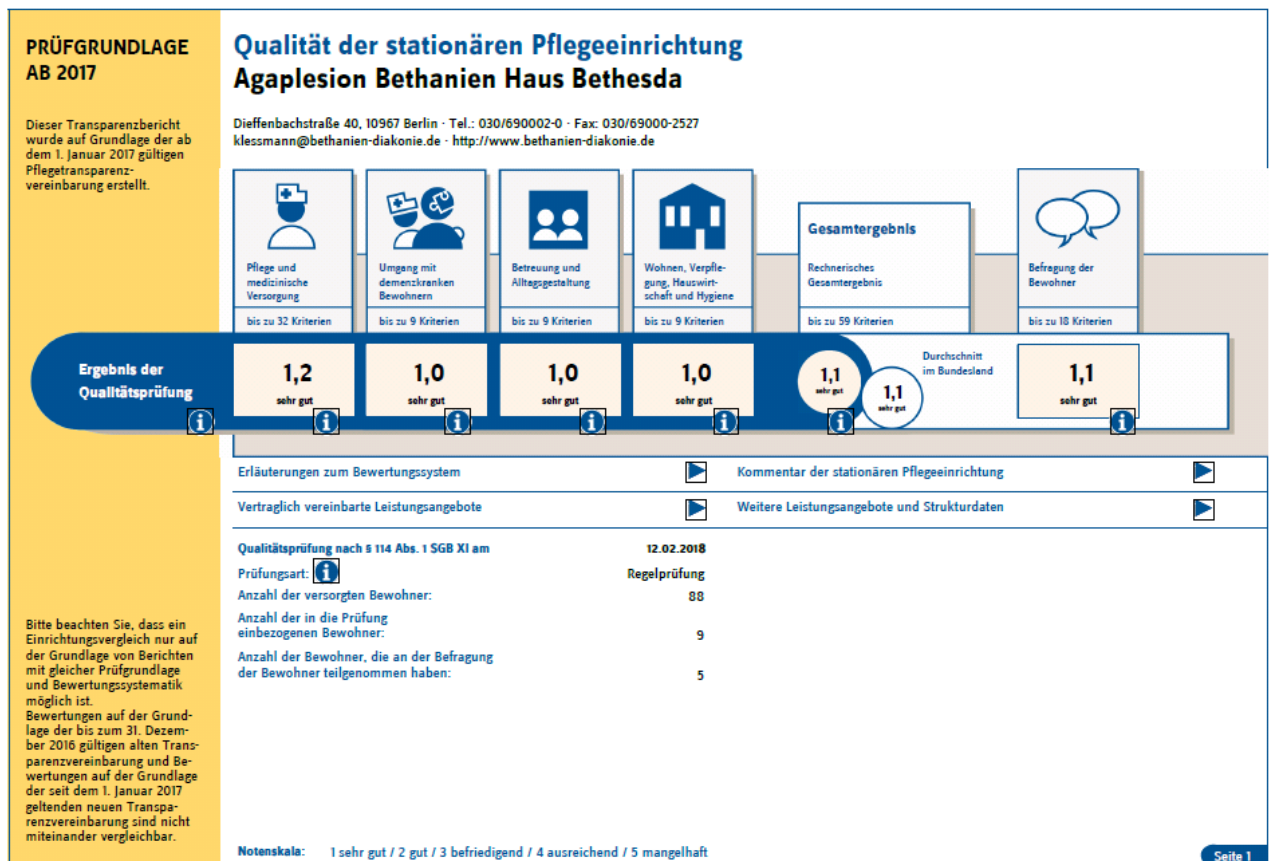 PRÜFGRUNDLAGE
AB 2017
Dieser Transparenzbericht
wurde auf Grundlage der ab
dem 1. Januar 2017 gültigen
Pflegetransparenz-
vereinbarung erstellt.
Qualität der stationären Pflegeeinrichtung
Agaplesion Bethanien Haus Bethesda
Dieffenbachstraße 40, 10967 Berlin · Tel.: 030/690002-0 · Fax: 030/69000-2527
klessmann@bethanien-diakonie.de · http://www.bethanien-diakonie.de
Pflege und
medizinische
Versorgung
bis zu 32 Kriterien
Umgang mit
demenzkranken
Bewohnern
bis zu 9 Kriterien
Betreuung und
Alltagsgestaltung
bis zu 9 Kriterien
Wohnen, Verpfle-
gung, Hauswirt-
schaft und Hygiene
bis zu 9 Kriterien
Gesamtergebnis
Rechnerisches
Gesamtergebnis
bis zu 59 Kriterien
Befragung der
Bewohner
bis zu 18 Kriterien
Ergebnis der
Qualitätsprüfung
1,2
sehr gut
1,0
sehr gut
1,0
sehr gut
1,0
sehr gut
1,1
sehr gut
Durchschnitt
im Bundesland
1,1
sehr gut
1,1
sehr gut
Erläuterungen zum Bewertungssystem
Kommentar der stationären Pflegeeinrichtung
Vertraglich vereinbarte Leistungsangebote
Weitere Leistungsangebote und Strukturdaten
Qualitätsprüfung nach § 114 Abs. 1 SGB XI am 12.02.2018
Prüfungsart: Regelprüfung
Anzahl der versorgten Bewohner: 88
Anzahl der in die Prüfung
einbezogenen Bewohner: 9
Anzahl der Bewohner, die an der Befragung
der Bewohner teilgenommen haben: 5
Bitte beachten Sie, dass ein
Einrichtungsvergleich nur auf
der Grundlage von Berichten
mit gleicher Prüfgrundlage
und Bewertungssystematik
möglich ist.
Bewertungen auf der Grund-
lage der bis zum 31. Dezem-
ber 2016 gültigen alten Trans-
parenzvereinbarung und Be-
wertungen auf der Grundlage
der seit dem 1. Januar 2017
geltenden neuen Transpa-
renzvereinbarung sind nicht
miteinander vergleichbar.
Notenskala: 1 sehr gut / 2 gut / 3 befriedigend / 4 ausreichend / 5 mangelhaft
Seite 1